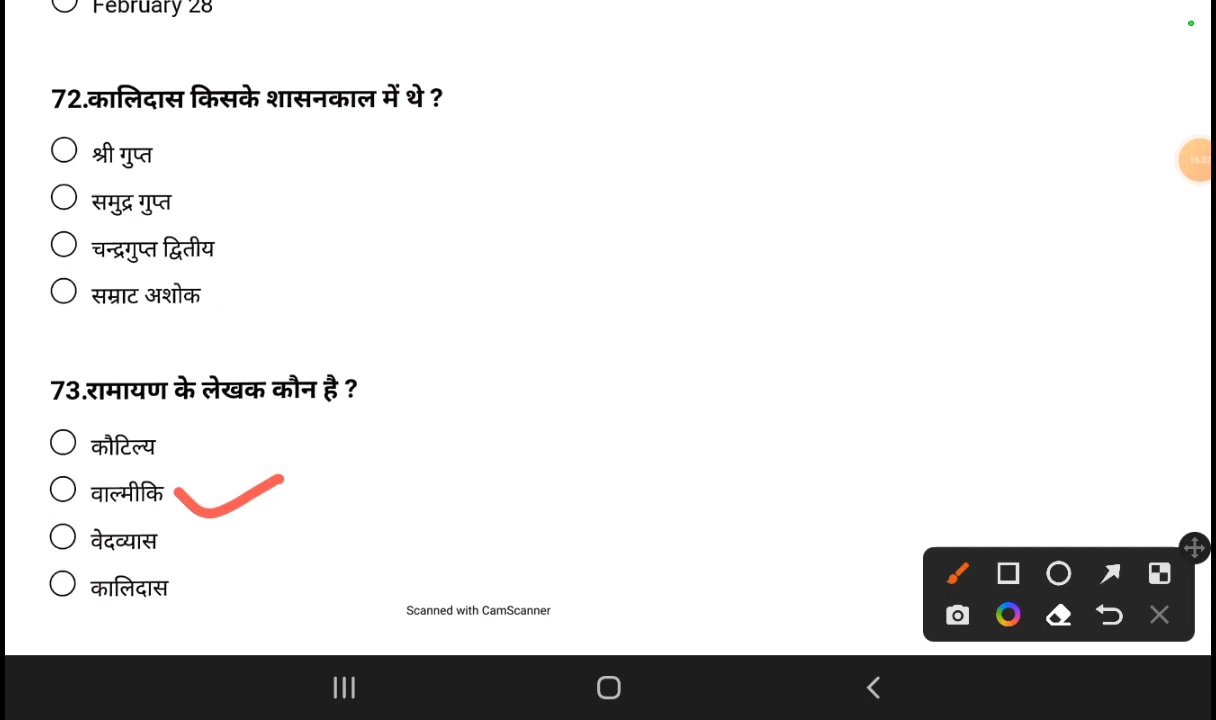 February 28
72.कालिदास किसके शासनकाल में थे ?
श्री गुप्त
समुद्र गुप्त
चन्द्रगुप्त द्वितीय
सम्राट अशोक
73.रामायण के लेखक कौन है ?
कौटिल्य
वाल्मीकि
वेदव्यास
कालिदास
Scanned with CamScanner